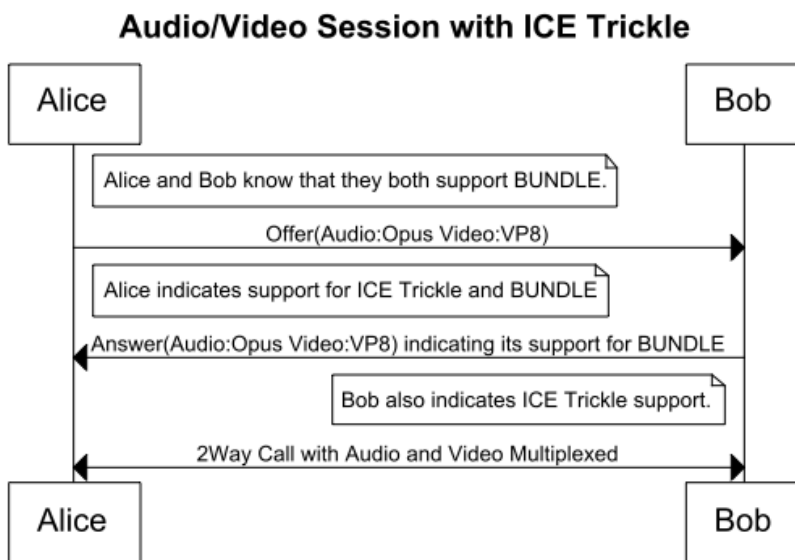 Audio/Video Session with ICE Trickle
Alice
Bob
Alice and Bob know that they both support BUNDLE.
Offer(Audio:Opus Video:VP8)
Alice indicates support for ICE Trickle and BUNDLE
Answer(Audio:Opus Video:VP8) indicating its support for BUNDLE
Bob also indicates ICE Trickle support.
2Way Call with Audio and Video Multiplexed
Alice
Bob